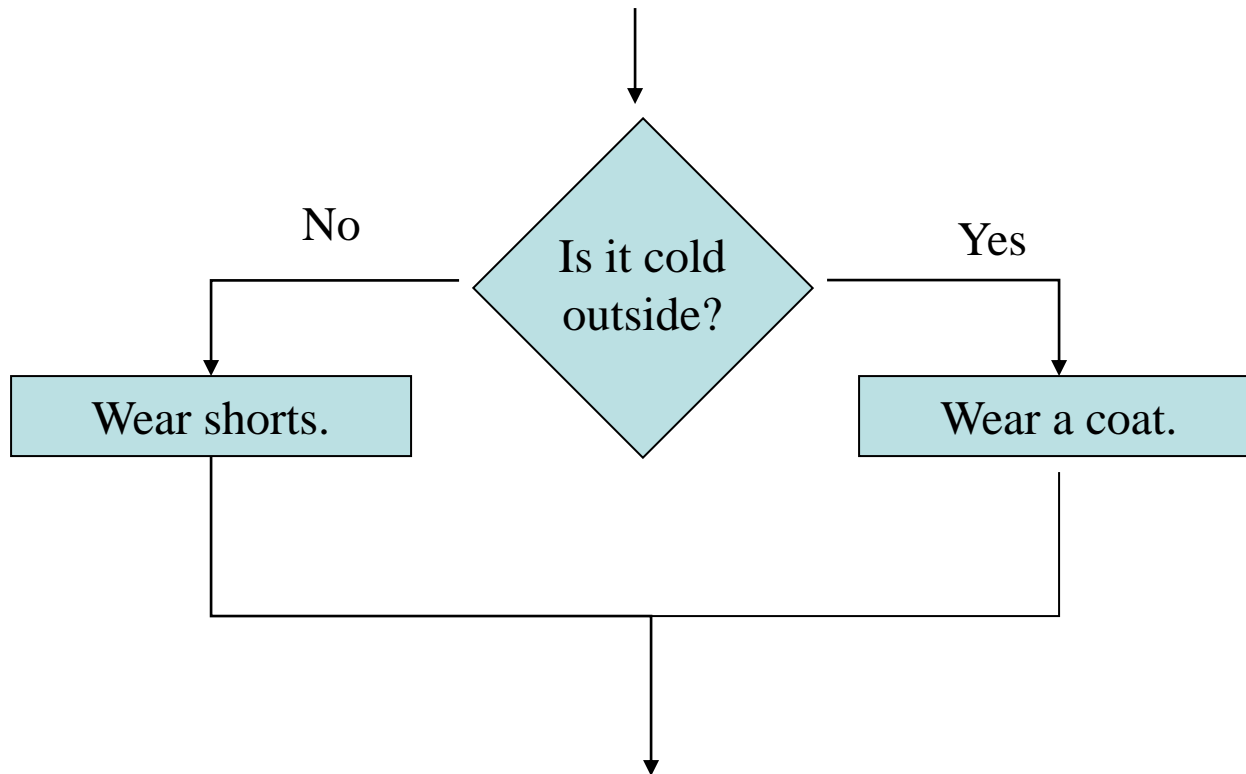 No
Yes
Is it cold
outside?
Wear shorts.
Wear a coat.